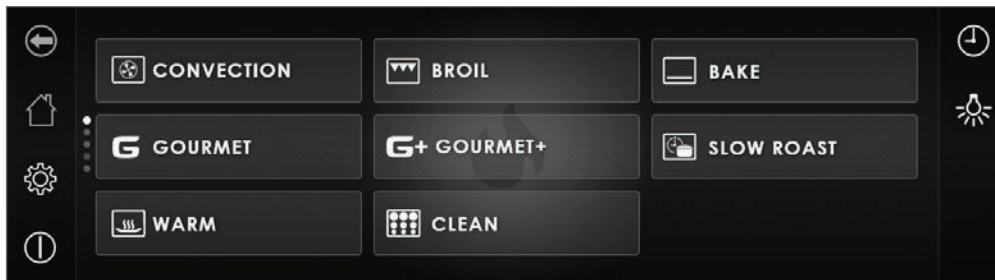 CONVECTION
BROIL
BAKE
G GOURMET
G+ GOURMET+
SLOW ROAST
WARM
CLEAN